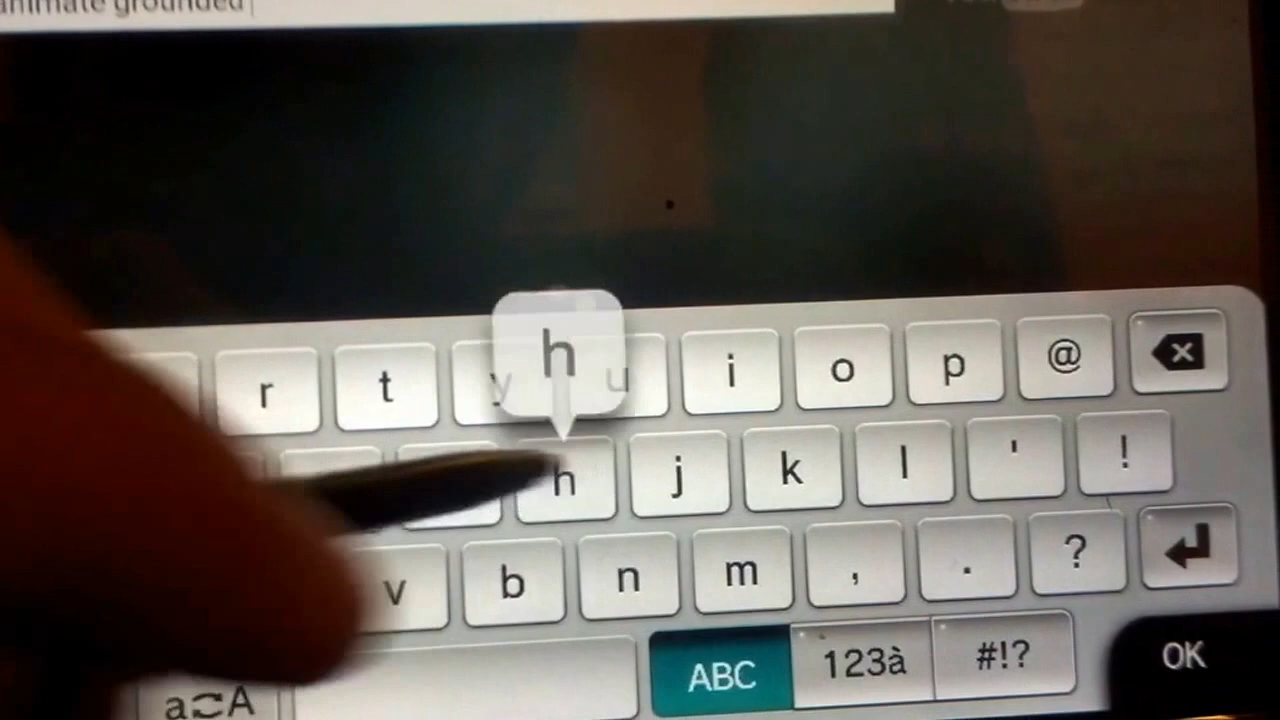 animate grounded
h
r t y u i o p @
h j k l ' !
v b n m , . ?
a A ABC 123à #!? OK